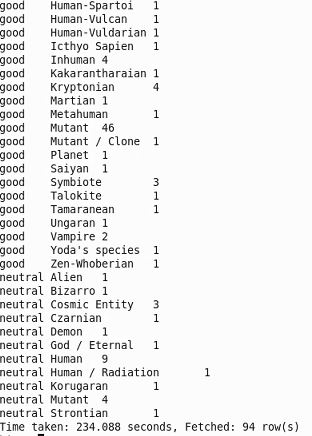 good Human-Spartoi 1
good Human-Vulcan 1
good Human-Vuldarian 1
good Icthyo Sapien 1
good Inhuman 4
good Kakarantharaian 1
good Kryptonian 4
good Martian 1
good Metahuman 1
good Mutant 46
good Mutant / Clone 1
good Planet 1
good Saiyan 1
good Symbiote 3
good Talokite 1
good Tamaranean 1
good Ungaran 1
good Vampire 2
good Yoda's species 1
good Zen-Whoberian 1
neutral Alien 1
neutral Bizarro 1
neutral Cosmic Entity 3
neutral Czarnian 1
neutral Demon 1
neutral God / Eternal 1
neutral Human 9
neutral Human / Radiation 1
neutral Korugaran 1
neutral Mutant 4
neutral Strontian 1
Time taken: 234.088 seconds, Fetched: 94 row(s)